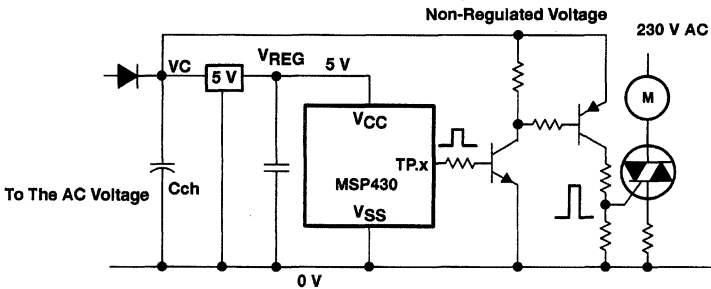 Non-Regulated Voltage
230 V AC
VC
5 V
VREG
5 V
M
VCC
TP.x
MSP430
To The AC Voltage
Cch
VSS
0 V